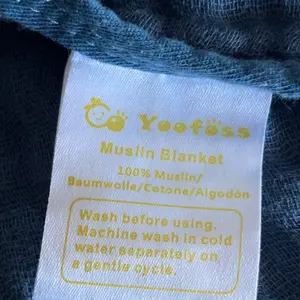 Yoofoss
Muslin Blanket
100% Muslin/
Baumwolle/Cotone/Algodón
Wash before using.
Machine wash in cold
water separately on
a gentle cycle.